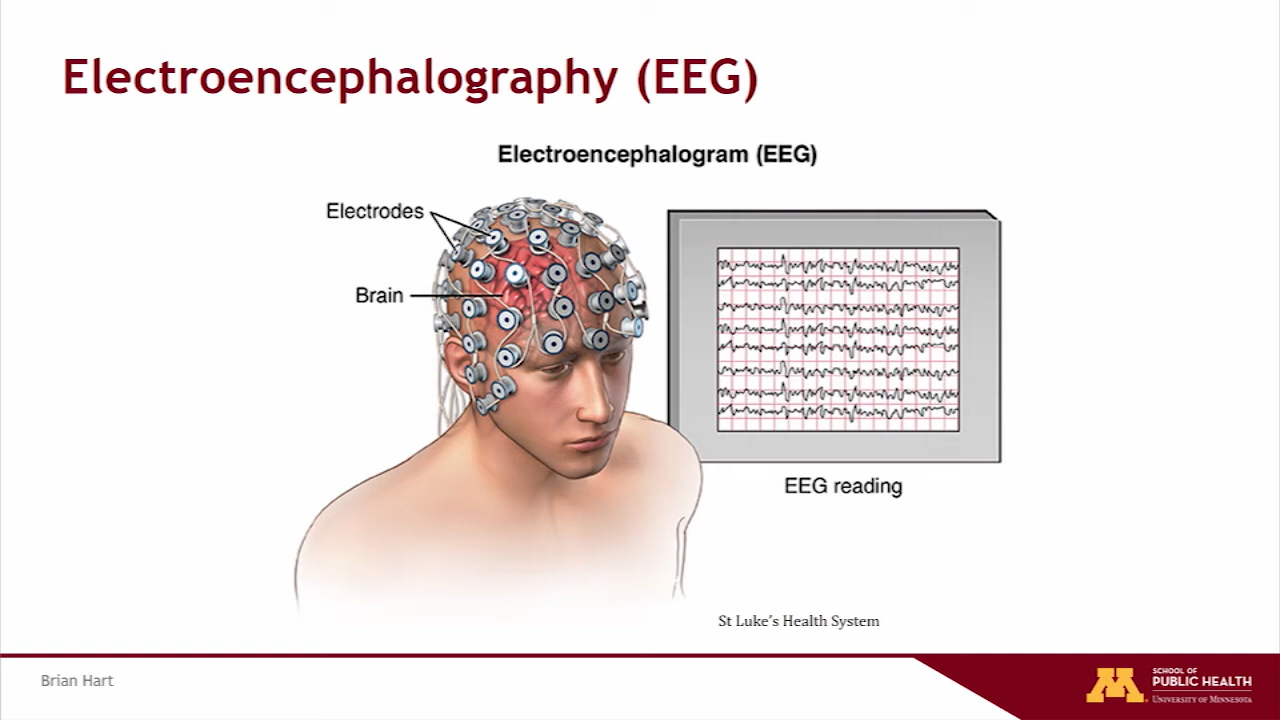 Electroencephalography (EEG)
Electroencephalogram (EEG)
Electrodes
Brain
EEG reading
St Luke's Health System
Brian Hart
M
SCHOOL OF
PUBLIC HEALTH
UNIVERSITY OF MINNESOTA